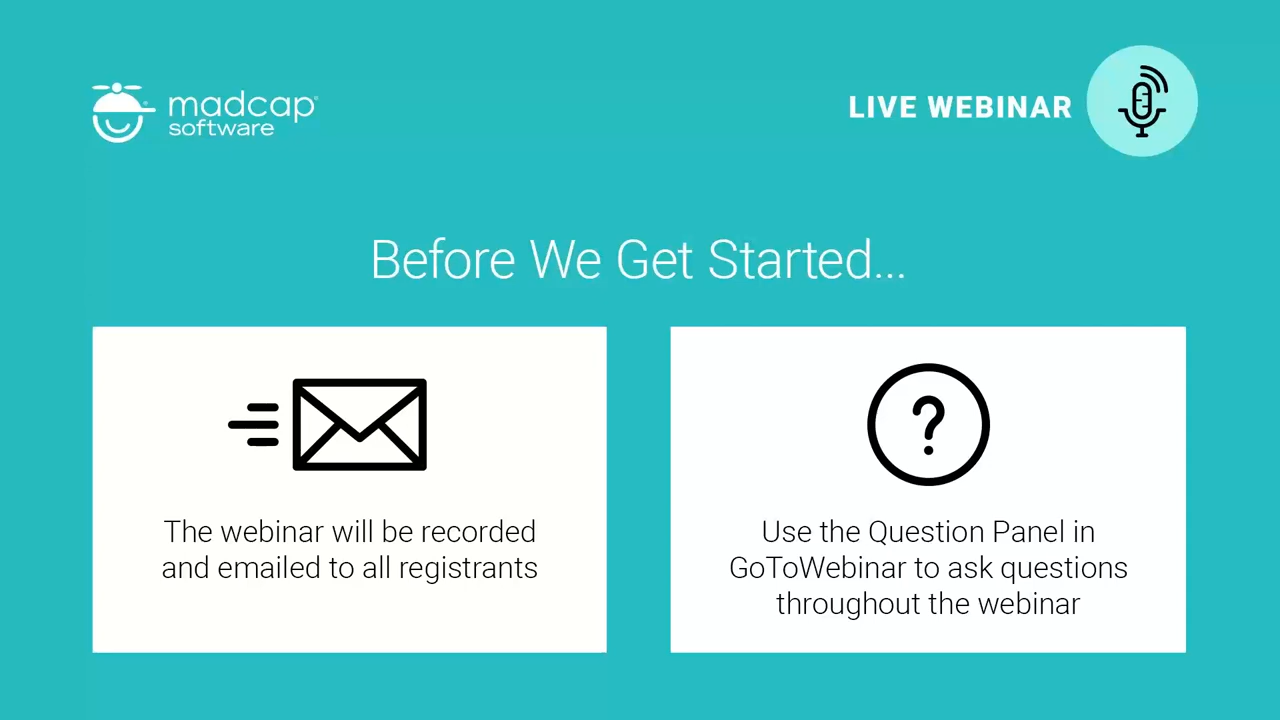 madcap
software
LIVE WEBINAR
Before We Get Started...
The webinar will be recorded
and emailed to all registrants
?
Use the Question Panel in
GoToWebinar to ask questions
throughout the webinar